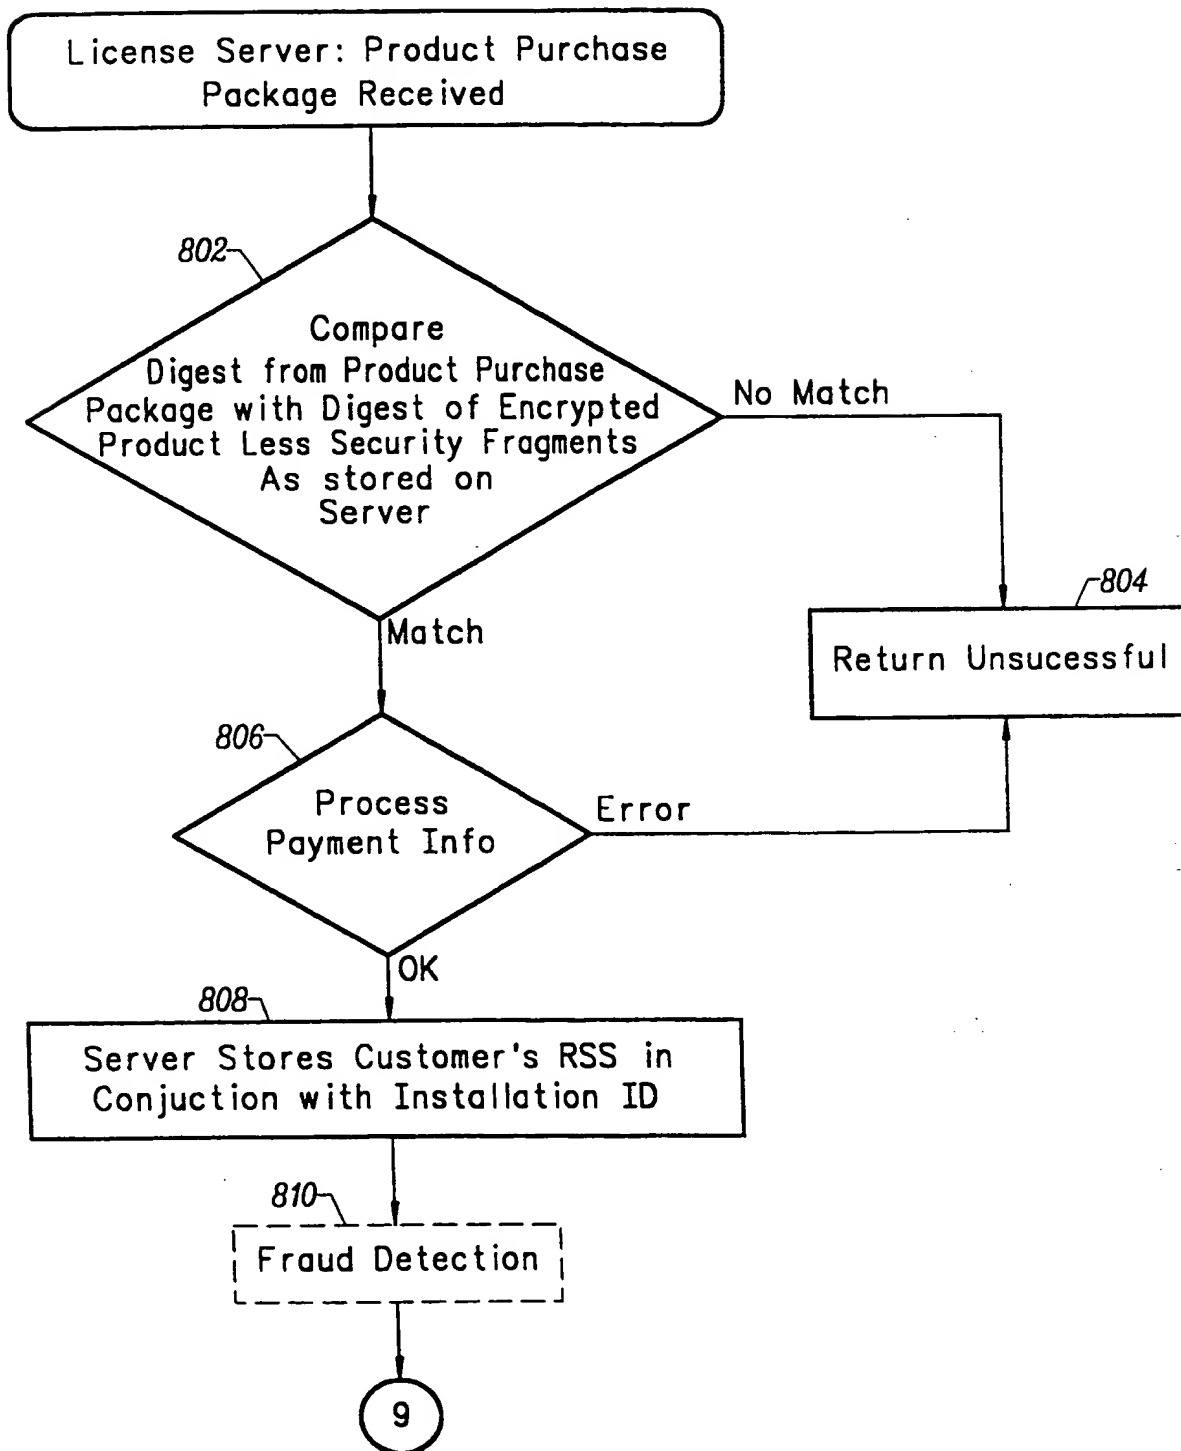 License Server: Product Purchase
Package Received
802
Compare
Digest from Product Purchase
Package with Digest of Encrypted
Product Less Security Fragments
As stored on
Server
No Match
Match
804
Return Unsucessful
806
Process
Payment Info
Error
OK
808
Server Stores Customer's RSS in
Conjuction with Installation ID
810
Fraud Detection
9